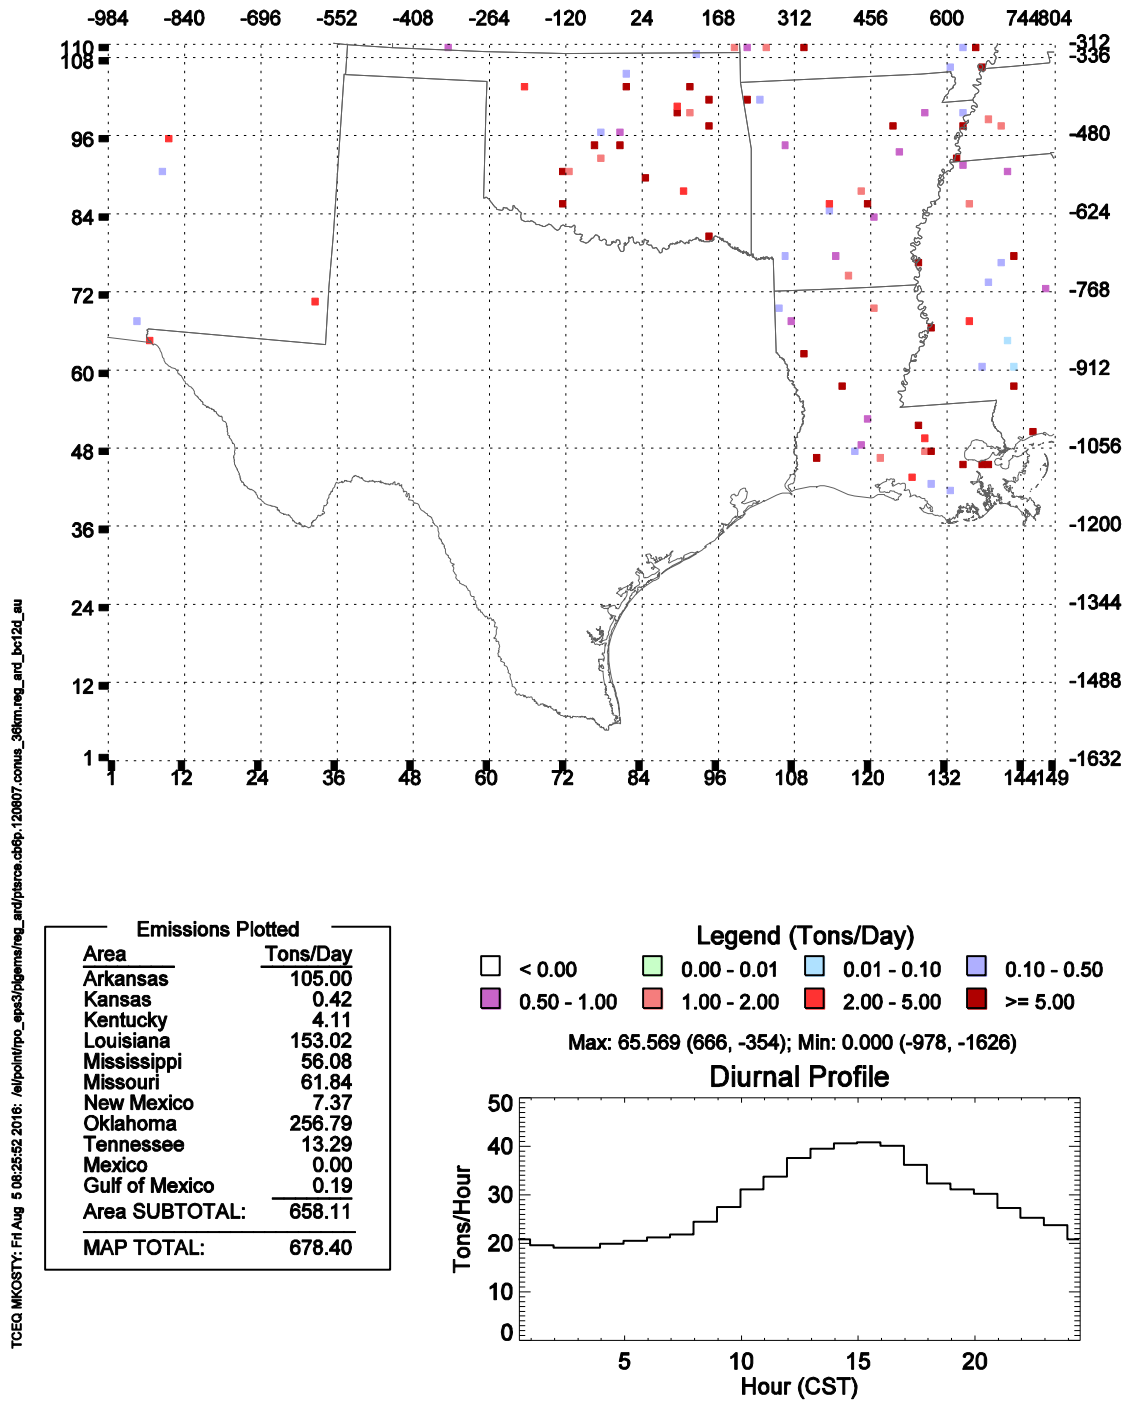 -984 -840 -696 -552 -408 -264 -120 24 168 312 456 600 744804
110 -312
108 -336
96 -480
84 -624
72 -768
60 -912
48 -1056
36 -1200
24 -1344
12 -1488
1 -1632
1 12 24 36 48 60 72 84 96 108 120 132 144149
TCEQ MKOSTY: Fri Aug 5 08:25:52 2016: /ei/point/rpo_eps3/plgems/reg_ard/ptsrce.cb6p.120807.conus_36km.reg_ard_bc12d_au
Emissions Plotted
Area Tons/Day
Arkansas 105.00
Kansas 0.42
Kentucky 4.11
Louisiana 153.02
Mississippi 56.08
Missouri 61.84
New Mexico 7.37
Oklahoma 256.79
Tennessee 13.29
Mexico 0.00
Gulf of Mexico 0.19
Area SUBTOTAL: 658.11
MAP TOTAL: 678.40
Legend (Tons/Day)
< 0.00 0.00 - 0.01 0.01 - 0.10 0.10 - 0.50
0.50 - 1.00 1.00 - 2.00 2.00 - 5.00 >= 5.00
Max: 65.569 (666, -354); Min: 0.000 (-978, -1626)
Diurnal Profile
50
40
30
20
10
0
Tons/Hour
5 10 15 20
Hour (CST)